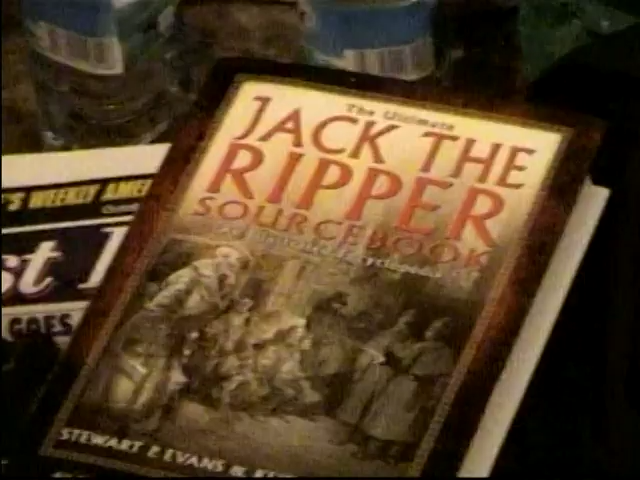 The Ultimate
JACK THE
RIPPER
SOURCEBOOK
STEWART P EVANS &
'S WEEKLY AME
st
GOES